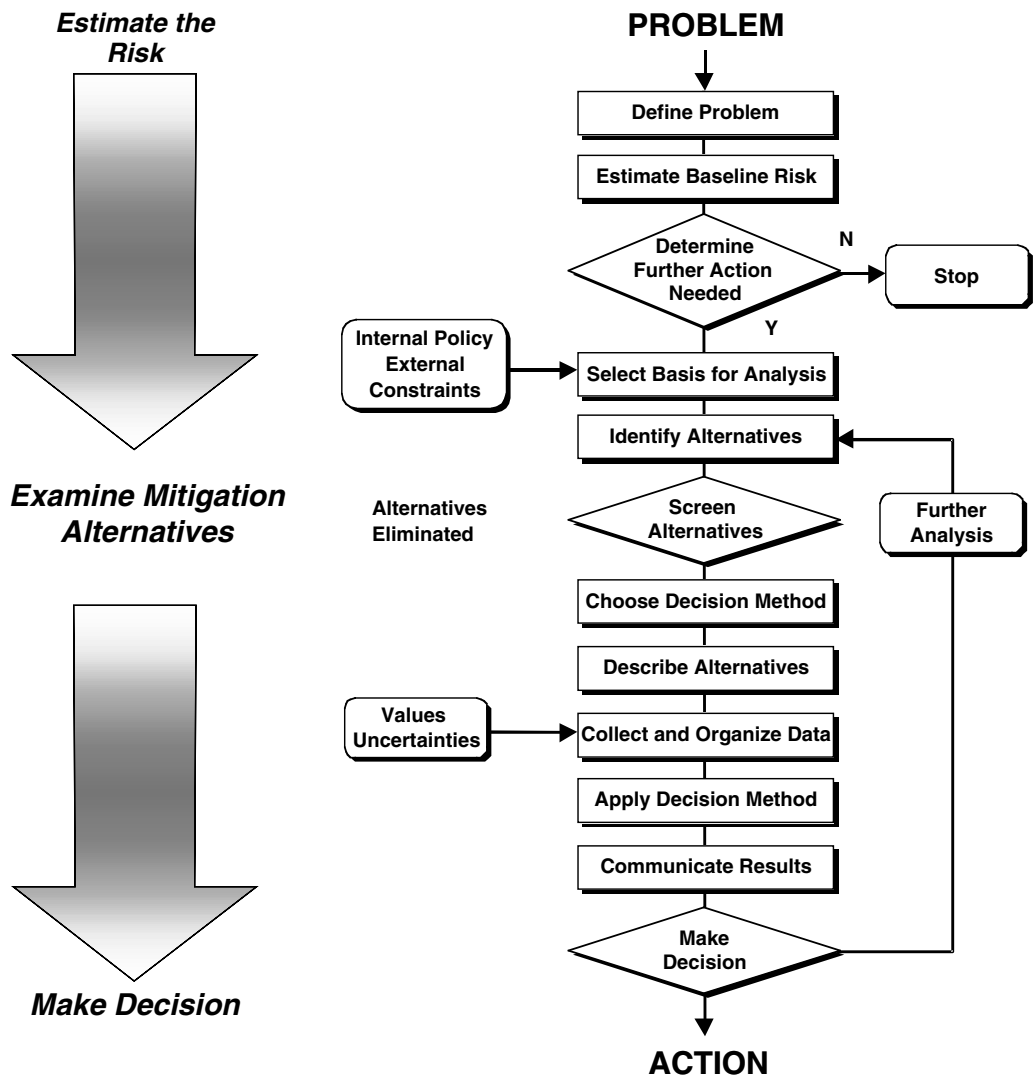 Estimate the
Risk
Examine Mitigation
Alternatives
Make Decision
PROBLEM
Define Problem
Estimate Baseline Risk
Determine
Further Action
Needed
N
Stop
Y
Internal Policy
External
Constraints
Select Basis for Analysis
Identify Alternatives
Alternatives
Eliminated
Screen
Alternatives
Further
Analysis
Choose Decision Method
Describe Alternatives
Values
Uncertainties
Collect and Organize Data
Apply Decision Method
Communicate Results
Make
Decision
ACTION